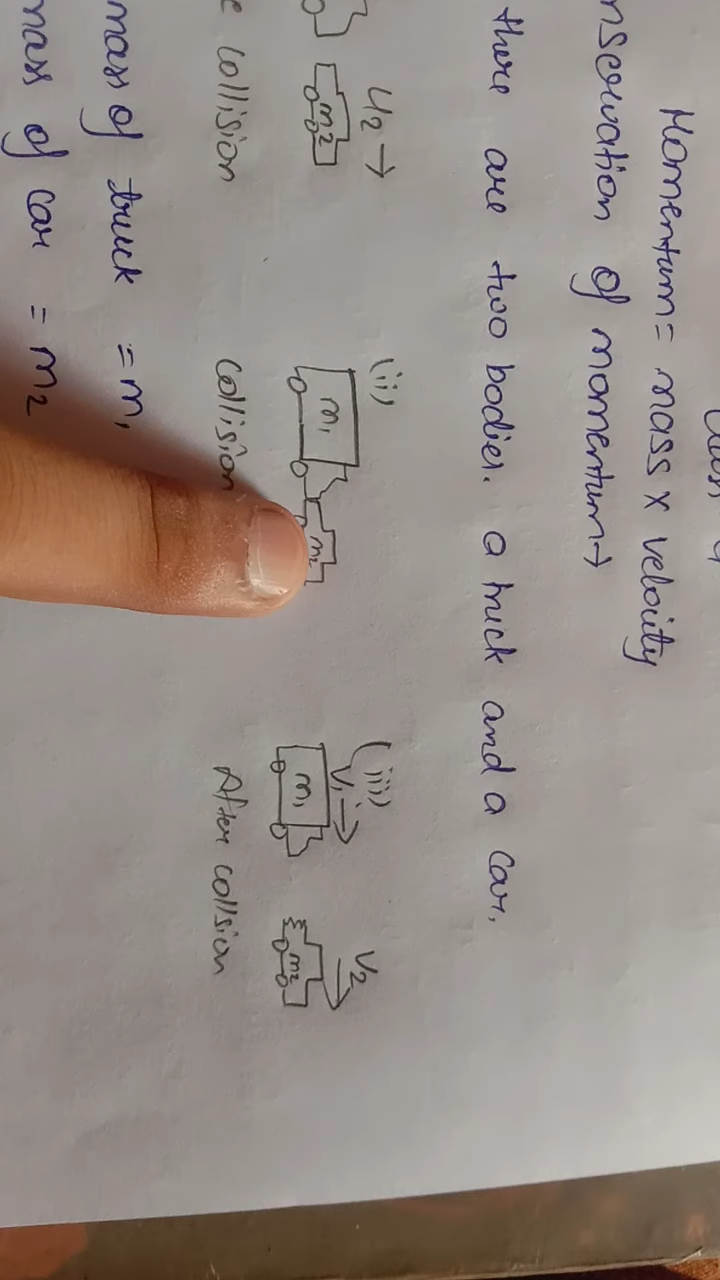 Momentum = mass x velocity
nservation of momentum→
there are two bodies. a truck and a car.
U2 →
(ii)
(iii)
V1 →
V2
m2
m1
m2
m1
m2
collision
Collision
After collsion
mass of truck = m1
mass of car = m2